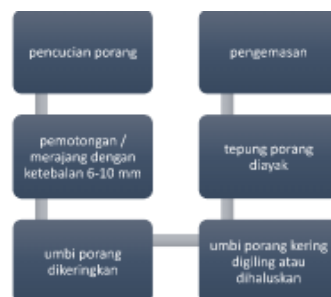 pencucian porang
pemotongan /
merajang dengan
ketebalan 6-10 mm
umbi porang
dikeringkan
umbi porang kering
digiling atau
dihaluskan
tepung porang
diayak
pengemasan